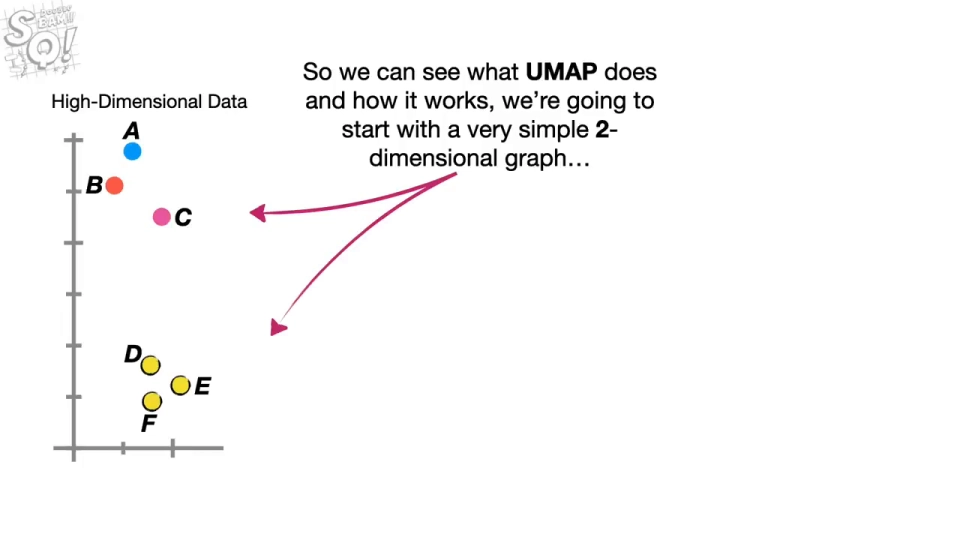 SQ!
High-Dimensional Data
So we can see what UMAP does
and how it works, we’re going to
start with a very simple 2-
dimensional graph…
A
B
C
D
E
F